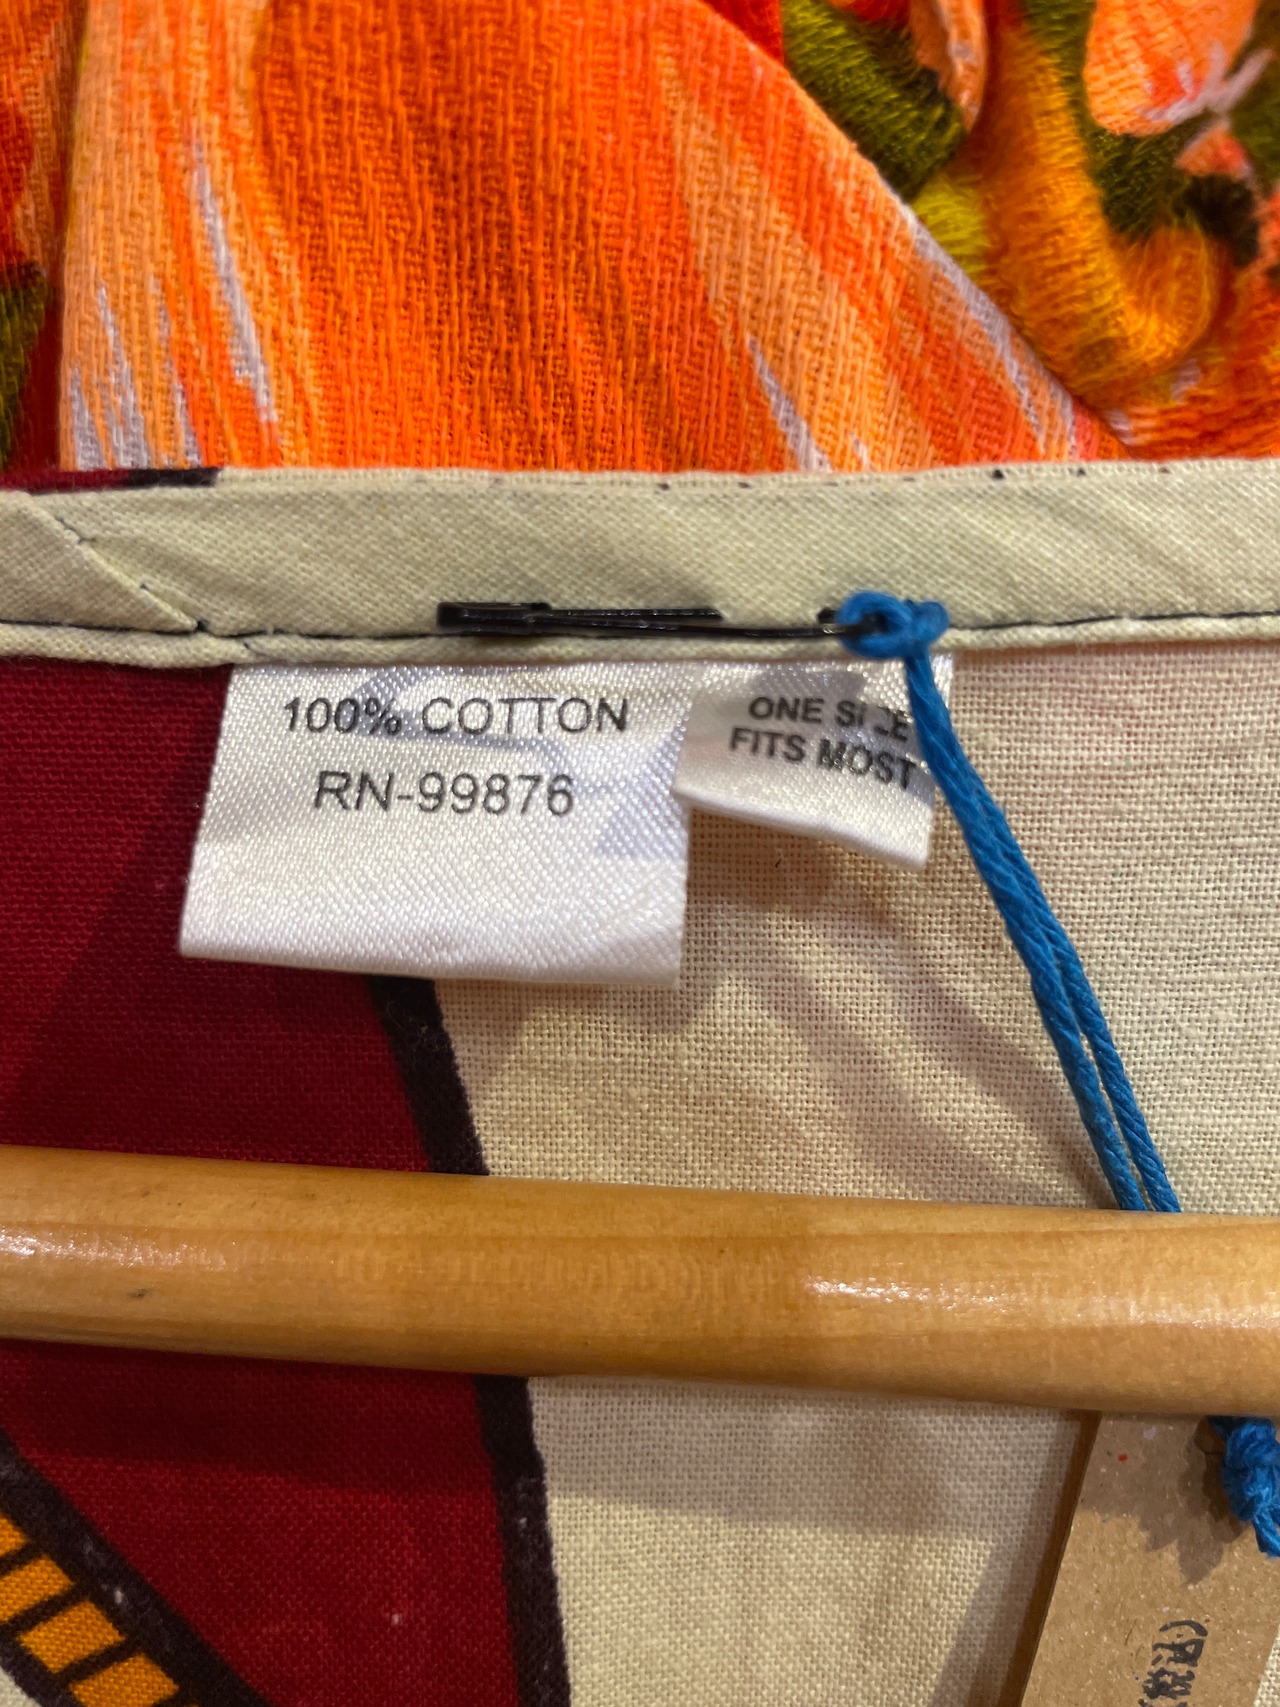 100% COTTON
RN-99876
ONE SIZE
FITS MOST